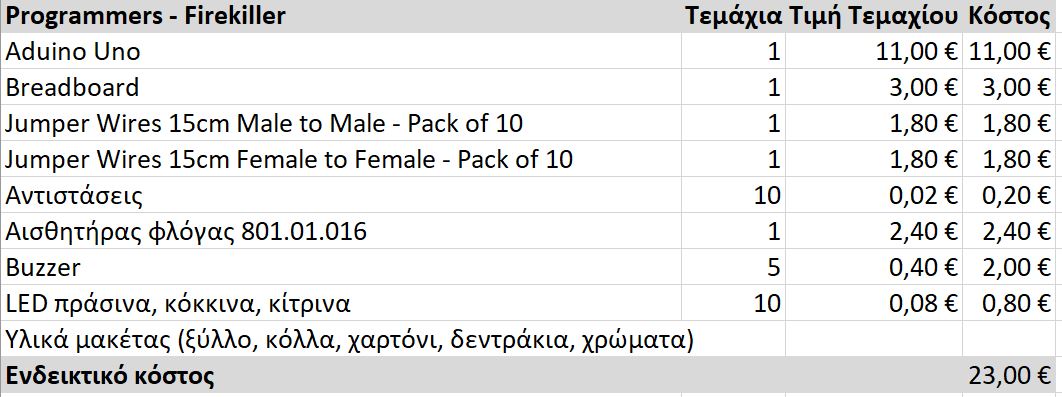 Programmers - Firekiller Τεμάχια Τιμή Τεμαχίου Κόστος
Aduino Uno 1 11,00 € 11,00 €
Breadboard 1 3,00 € 3,00 €
Jumper Wires 15cm Male to Male - Pack of 10 1 1,80 € 1,80 €
Jumper Wires 15cm Female to Female - Pack of 10 1 1,80 € 1,80 €
Αντιστάσεις 10 0,02 € 0,20 €
Αισθητήρας φλόγας 801.01.016 1 2,40 € 2,40 €
Buzzer 5 0,40 € 2,00 €
LED πράσινα, κόκκινα, κίτρινα 10 0,08 € 0,80 €
Υλικά μακέτας (ξύλλο, κόλλα, χαρτόνι, δεντράκια, χρώματα)
Ενδεικτικό κόστος 23,00 €